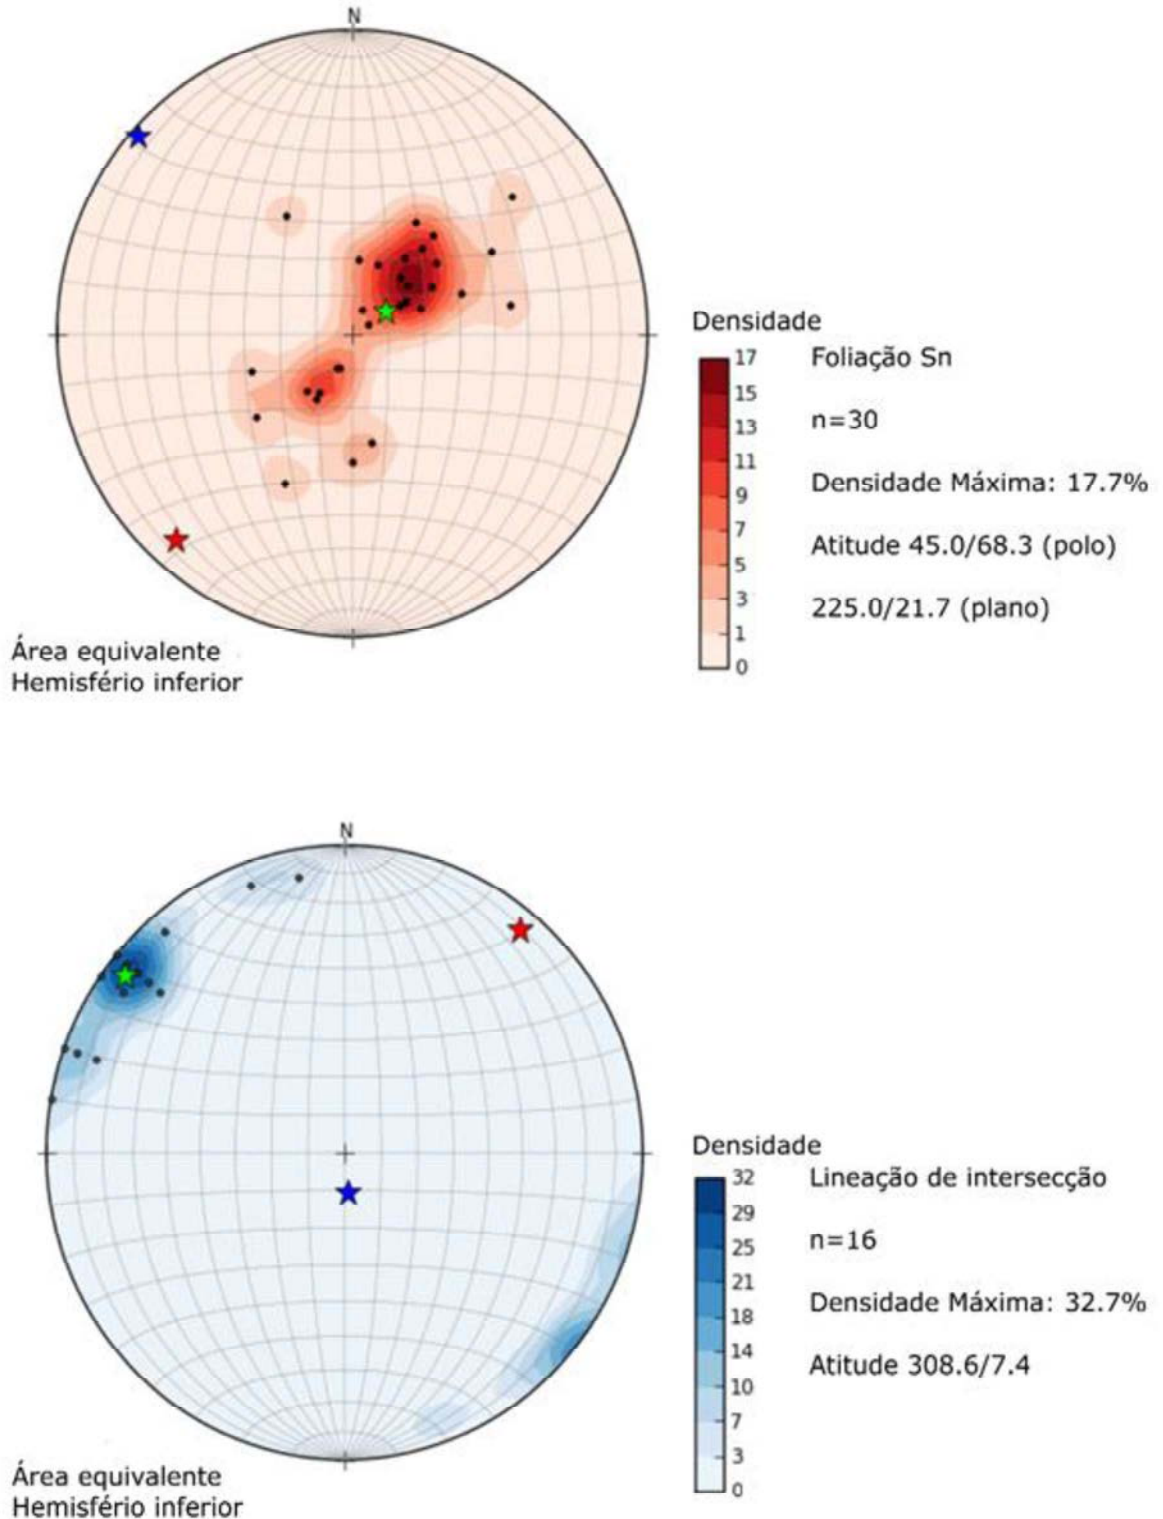 N
Densidade
17
15
13
11
9
7
5
3
1
0
Foliação Sn
n=30
Densidade Máxima: 17.7%
Atitude 45.0/68.3 (polo)
225.0/21.7 (plano)
Área equivalente
Hemisfério inferior
N
Densidade
32
29
25
21
18
14
10
7
3
0
Lineação de intersecção
n=16
Densidade Máxima: 32.7%
Atitude 308.6/7.4
Área equivalente
Hemisfério inferior